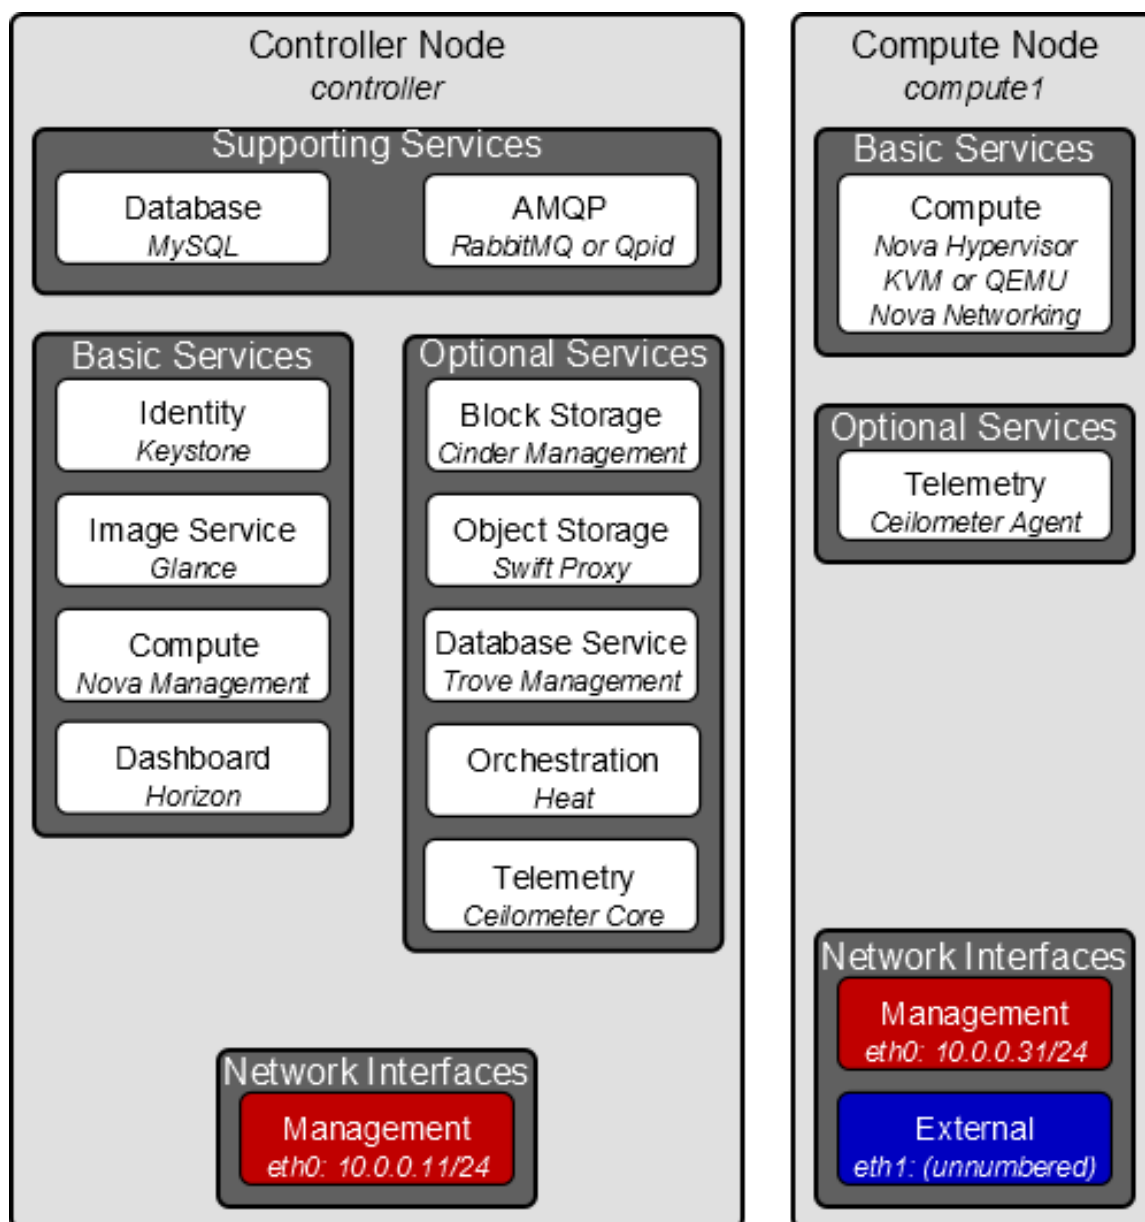 Controller Node
controller
Supporting Services
Database
MySQL
AMQP
RabbitMQ or Qpid
Basic Services
Identity
Keystone
Image Service
Glance
Compute
Nova Management
Dashboard
Horizon
Optional Services
Block Storage
Cinder Management
Object Storage
Swift Proxy
Database Service
Trove Management
Orchestration
Heat
Telemetry
Ceilometer Core
Network Interfaces
Management
eth0: 10.0.0.11/24
Compute Node
compute1
Basic Services
Compute
Nova Hypervisor
KVM or QEMU
Nova Networking
Optional Services
Telemetry
Ceilometer Agent
Network Interfaces
Management
eth0: 10.0.0.31/24
External
eth1: (unnumbered)